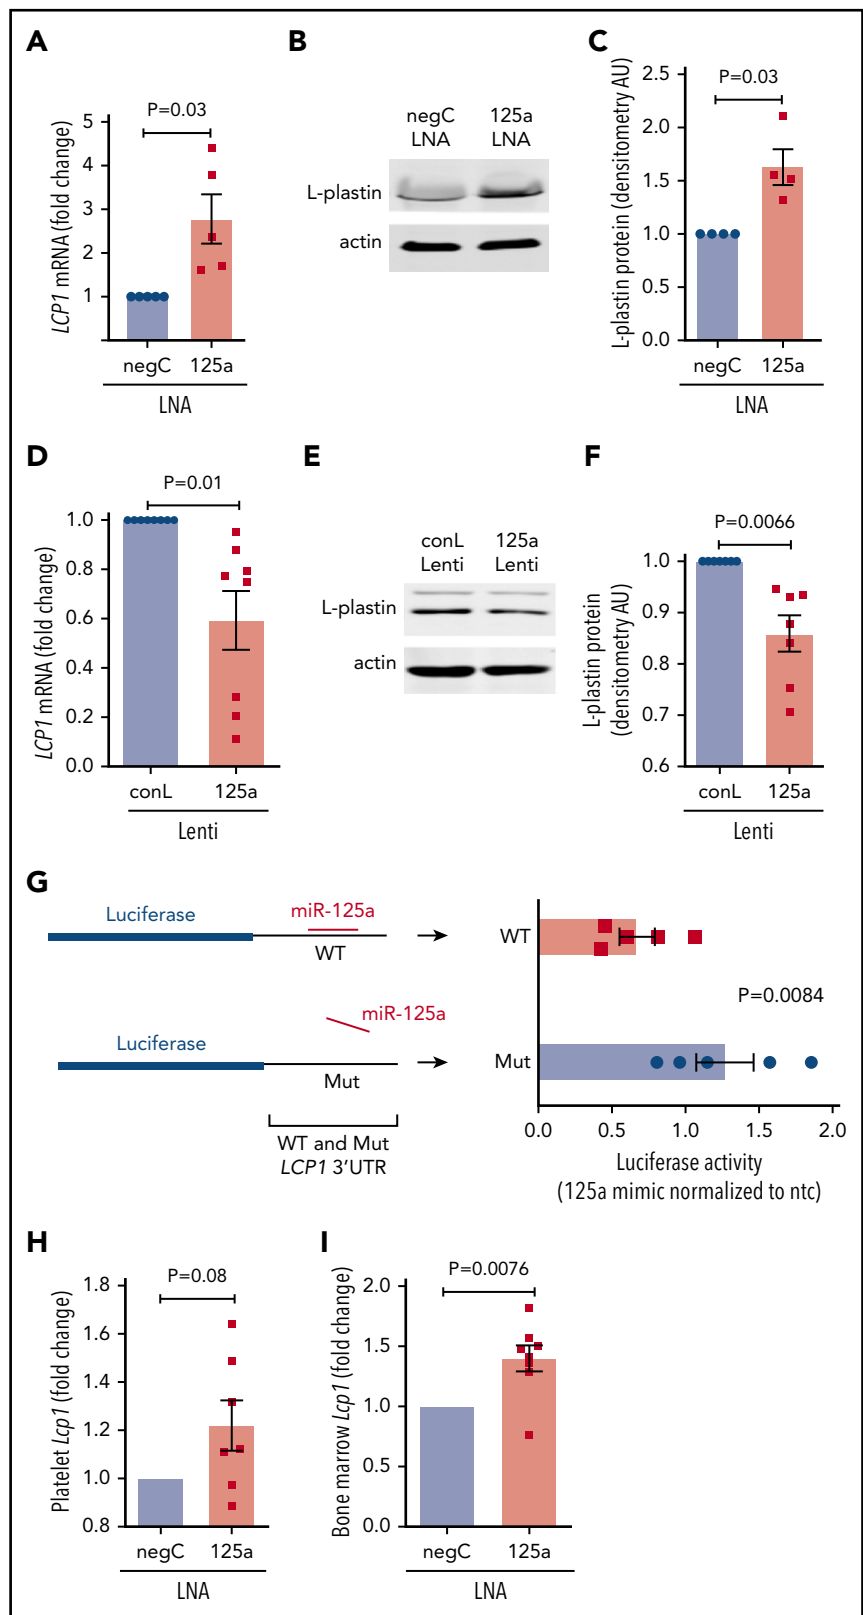 A
P=0.03
LCP1 mRNA (fold change)
5
4
3
2
1
negC 125a
LNA
B
negC 125a
LNA LNA
L-plastin
actin
C
P=0.03
L-plastin protein (densitometry AU)
2.5
2.0
1.5
1.0
0.5
0.0
negC 125a
LNA
D
P=0.01
LCP1 mRNA (fold change)
1.0
0.8
0.6
0.4
0.2
0.0
conL 125a
Lenti
E
conL 125a
Lenti Lenti
L-plastin
actin
F
P=0.0066
L-plastin protein
(densitometry AU)
1.0
0.9
0.8
0.7
0.6
conL 125a
Lenti
G
Luciferase
miR-125a
WT
Luciferase
miR-125a
Mut
WT and Mut
LCP1 3'UTR
WT
P=0.0084
Mut
0.0 0.5 1.0 1.5 2.0
Luciferase activity
(125a mimic normalized to ntc)
H
P=0.08
Platelet Lcp1 (fold change)
1.8
1.6
1.4
1.2
1.0
0.8
negC 125a
LNA
I
P=0.0076
Bone marrow Lcp1 (fold change)
2.0
1.5
1.0
0.5
0.0
negC 125a
LNA